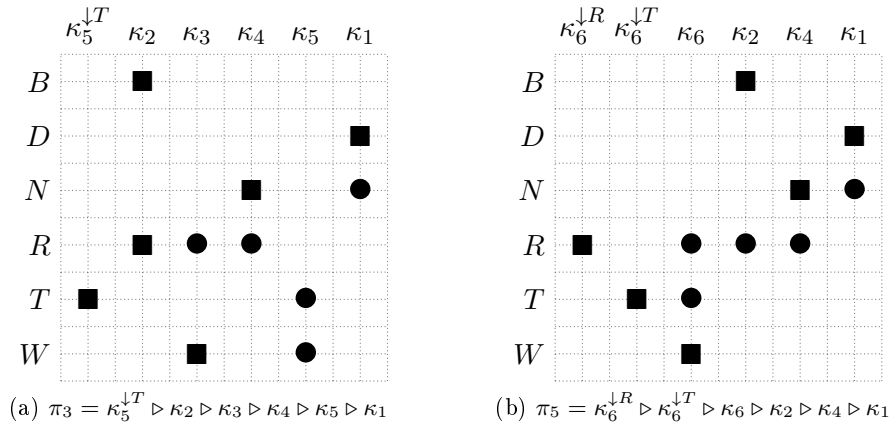 κ₅^{↓T} κ₂ κ₃ κ₄ κ₅ κ₁
B
D
N
R
T
W
(a) π₃ = κ₅^{↓T} ▷ κ₂ ▷ κ₃ ▷ κ₄ ▷ κ₅ ▷ κ₁
κ₆^{↓R} κ₆^{↓T} κ₆ κ₂ κ₄ κ₁
B
D
N
R
T
W
(b) π₅ = κ₆^{↓R} ▷ κ₆^{↓T} ▷ κ₆ ▷ κ₂ ▷ κ₄ ▷ κ₁